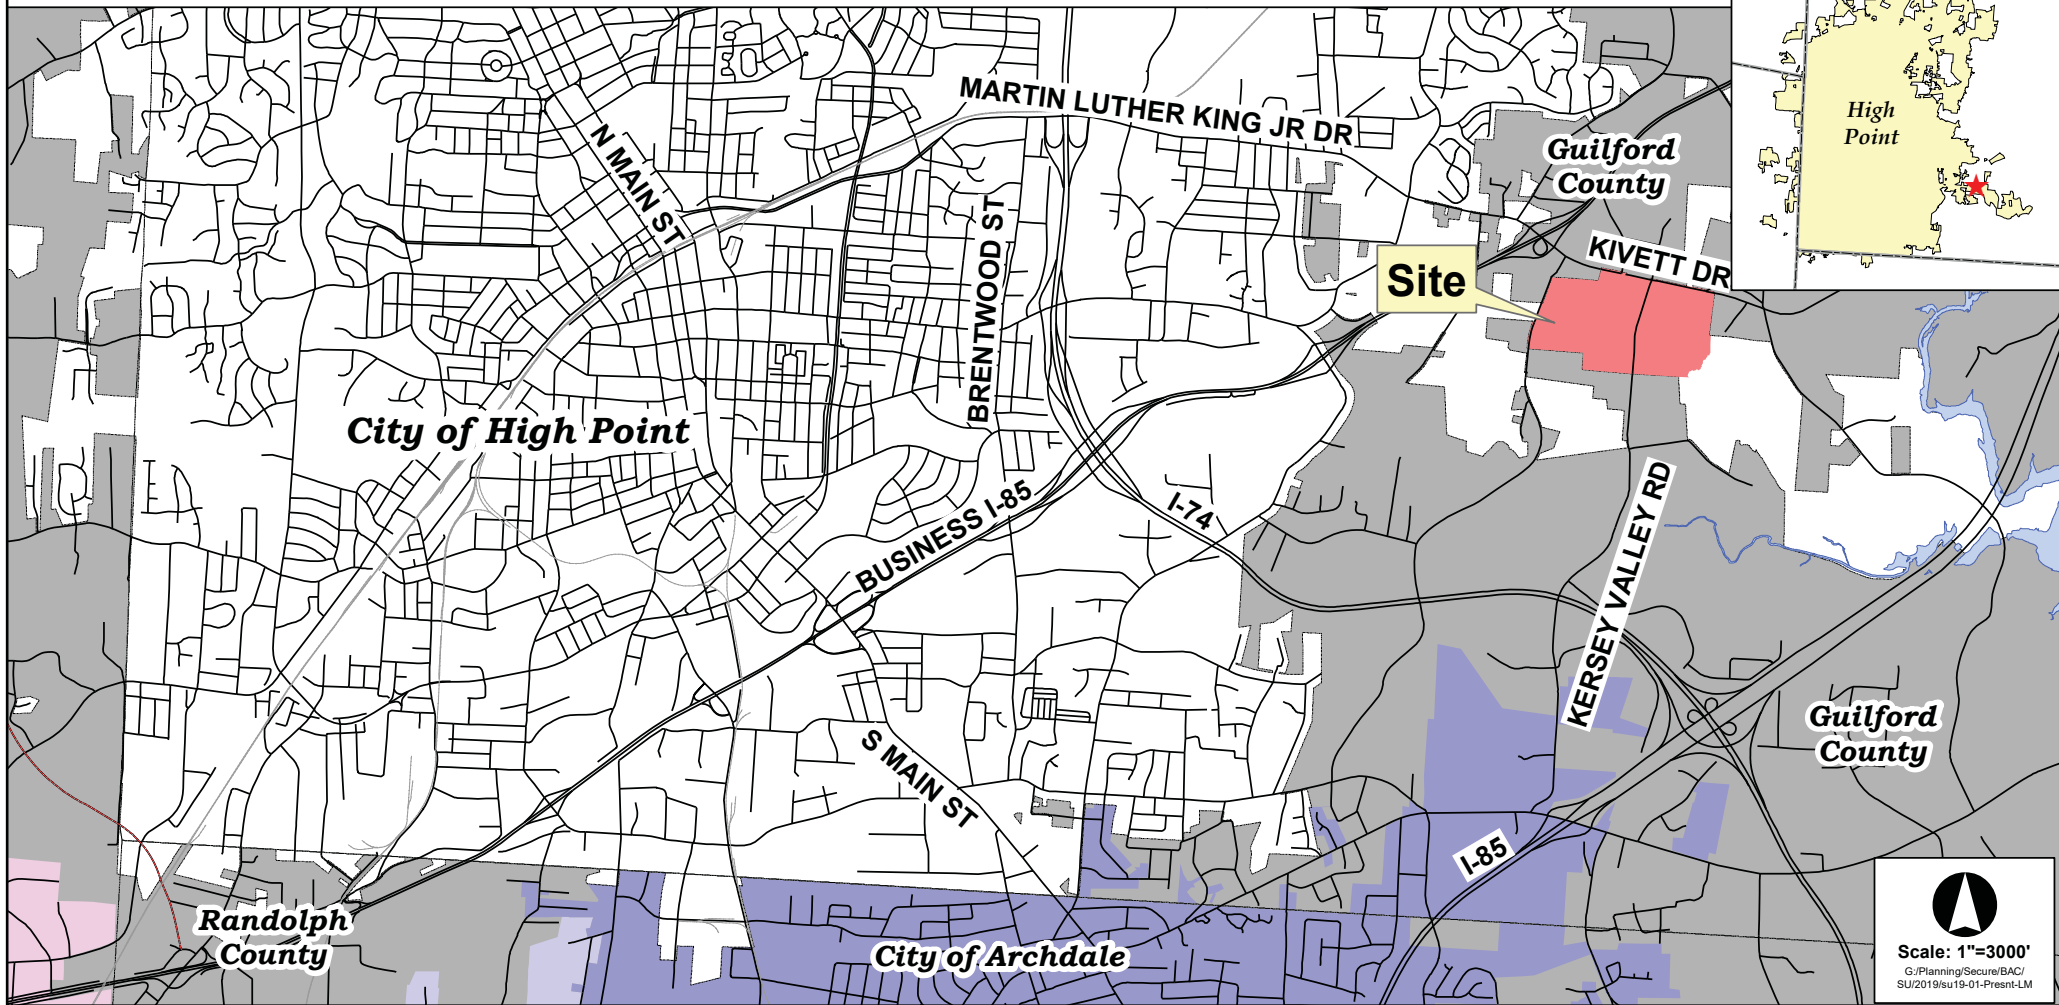 High
Point
MARTIN LUTHER KING JR DR
N MAIN ST
Guilford
County
BRENTWOOD ST
KIVETT DR
Site
City of High Point
BUSINESS I-85
I-74
KERSEY VALLEY RD
Guilford
County
S MAIN ST
I-85
Randolph
County
City of Archdale
Scale: 1"=3000'
G:/Planning/Secure/BAC/
SU/2019/su19-01-Presnt-LM